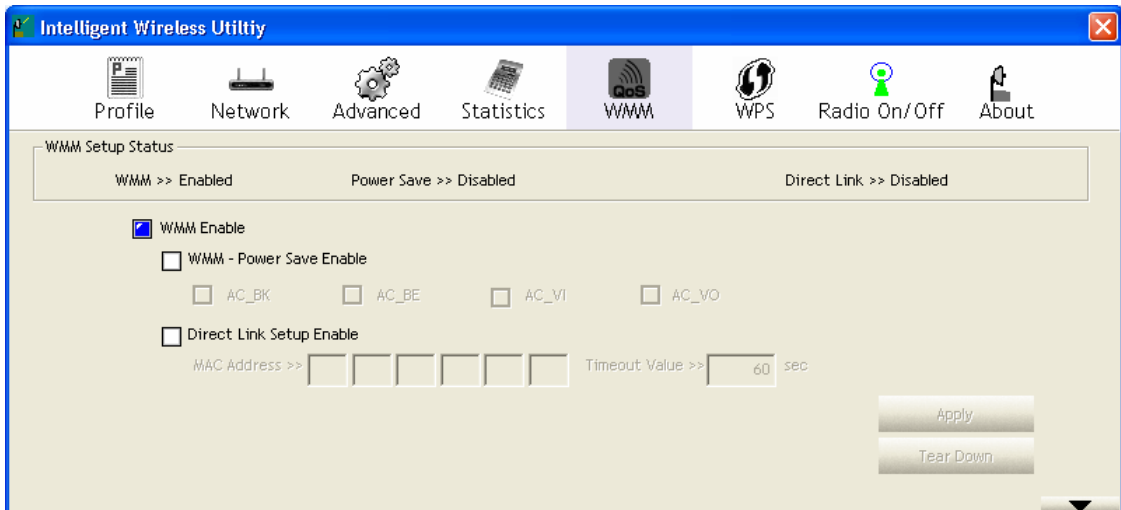 Intelligent Wireless Utiltiy
P
QoS
Profile Network Advanced Statistics WMM WPS Radio On/Off About
WMM Setup Status
WMM >> Enabled Power Save >> Disabled Direct Link >> Disabled
WMM Enable
WMM - Power Save Enable
AC_BK AC_BE AC_VI AC_VO
Direct Link Setup Enable
MAC Address >> Timeout Value >> 60 sec
Apply
Tear Down